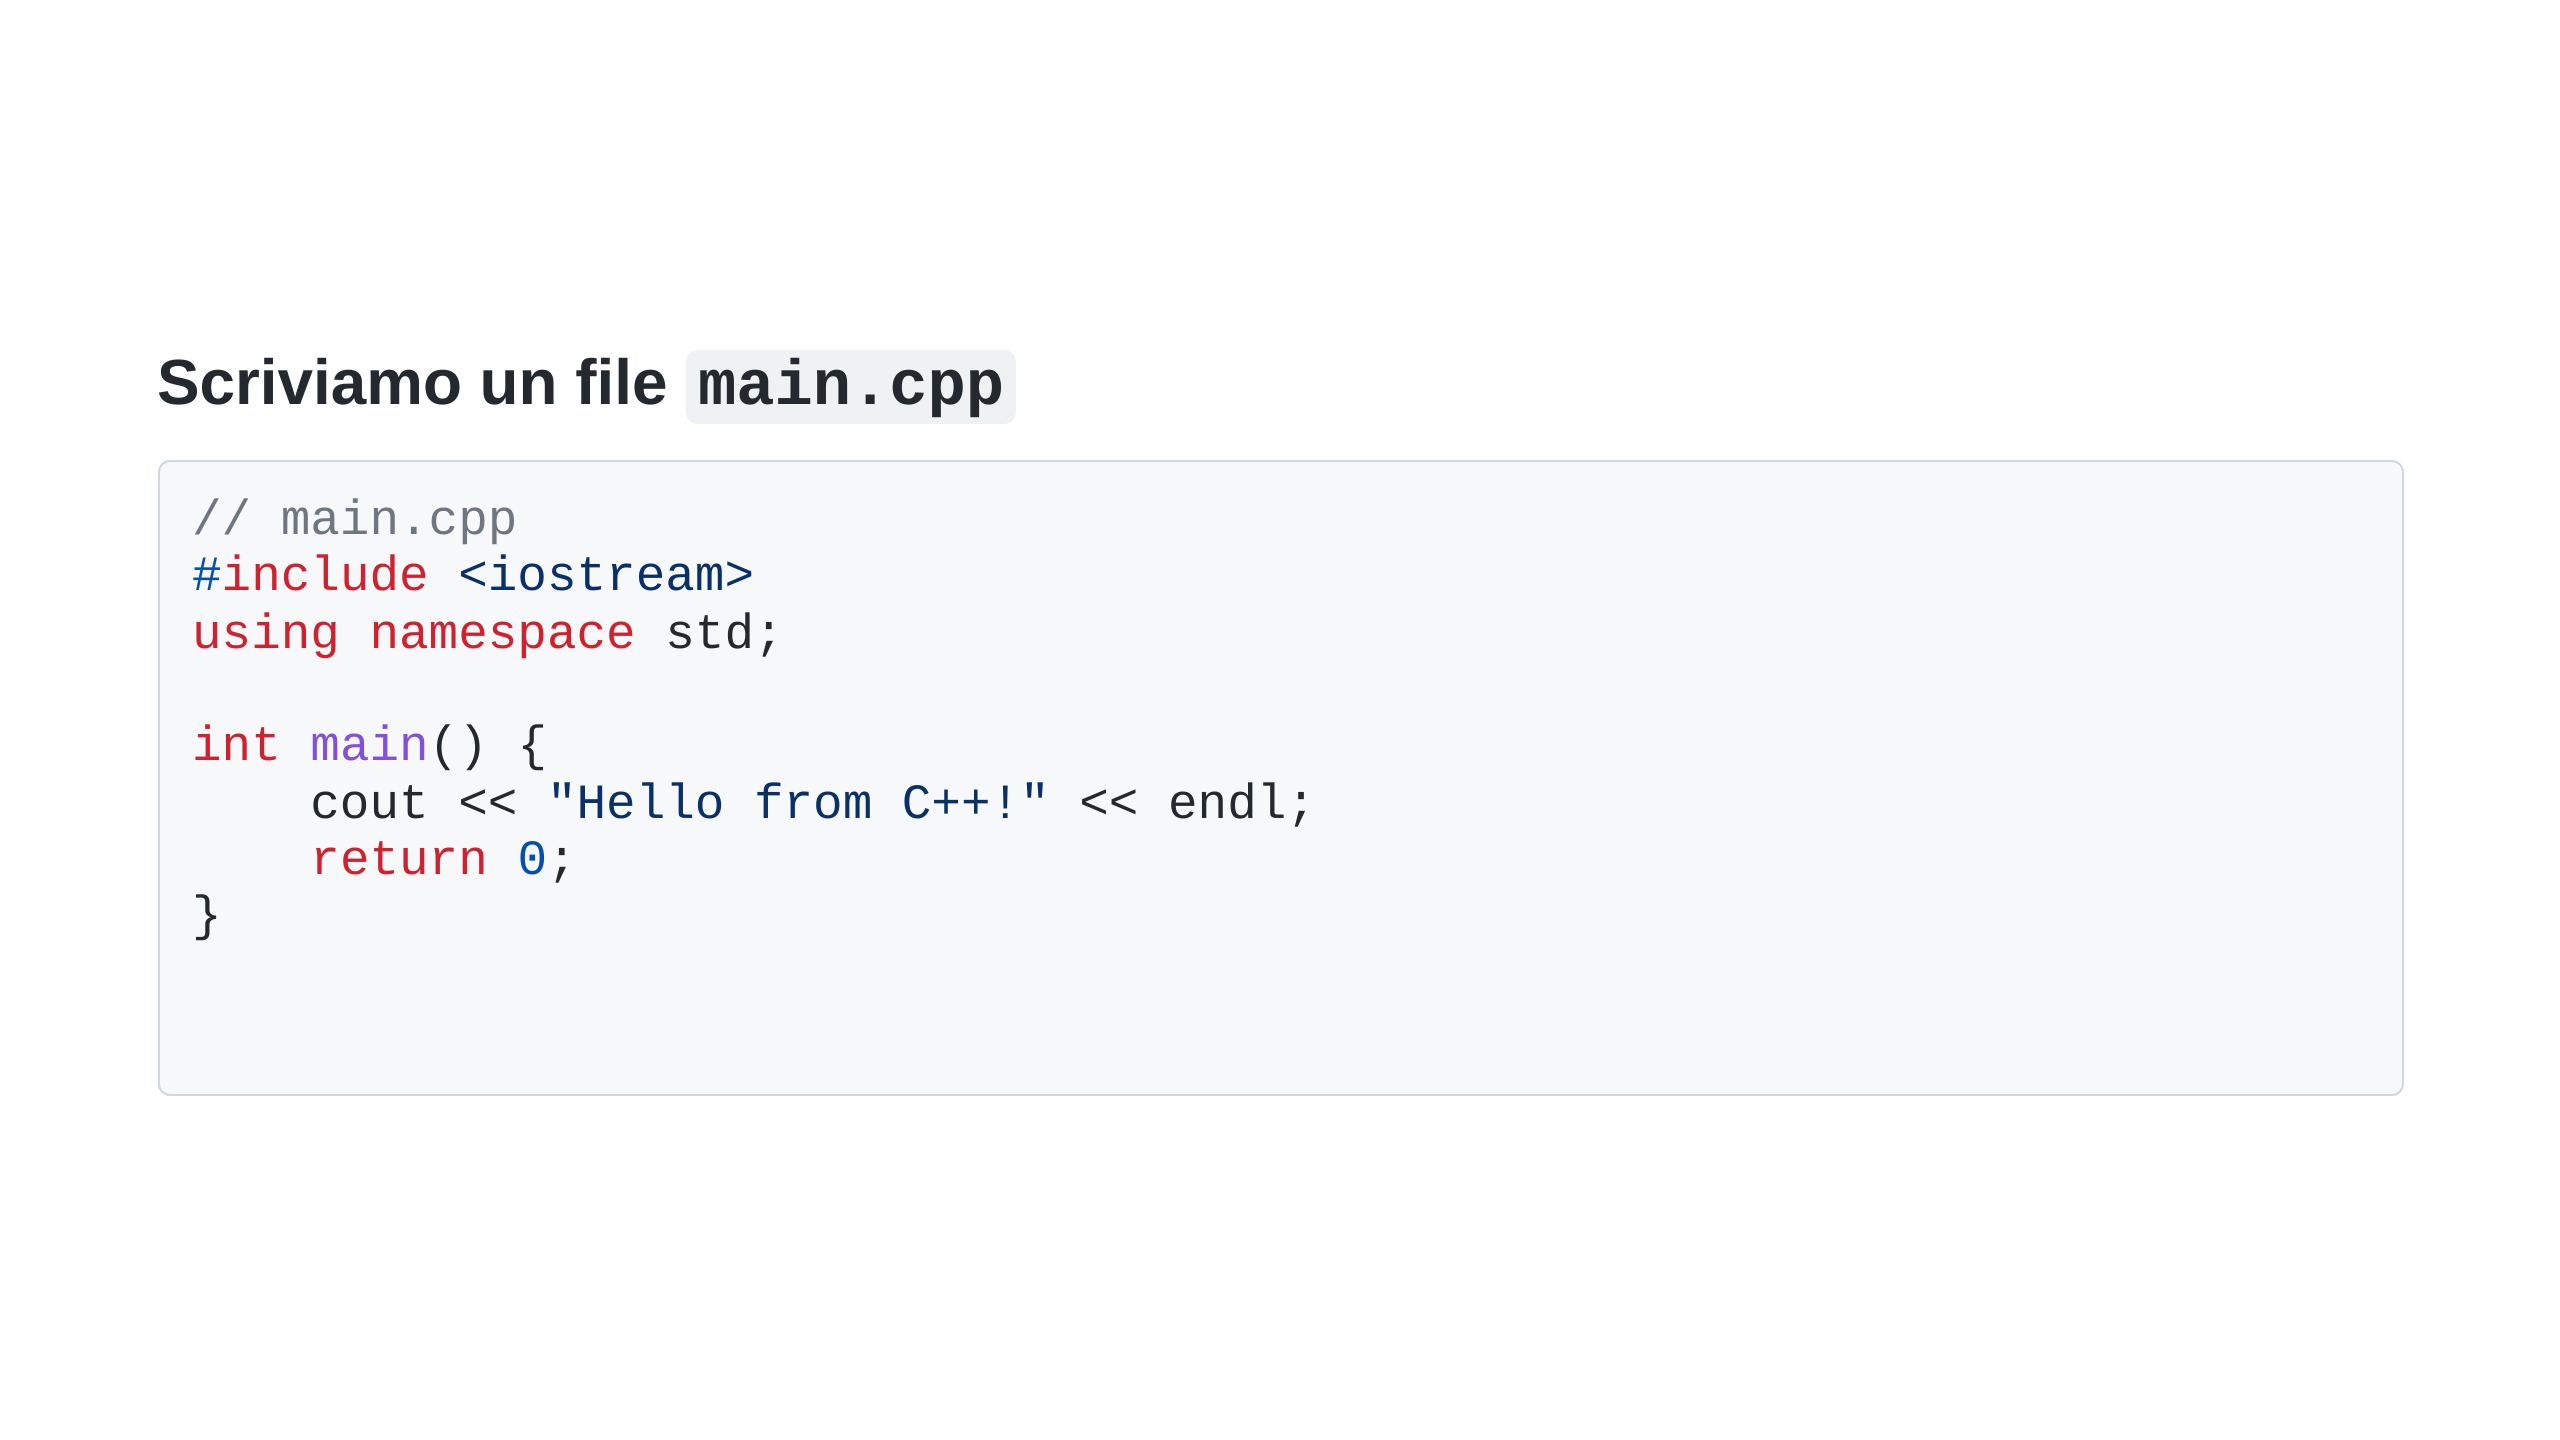 Scriviamo un file main.cpp
// main.cpp
#include <iostream>
using namespace std;

int main() {
    cout << "Hello from C++!" << endl;
    return 0;
}